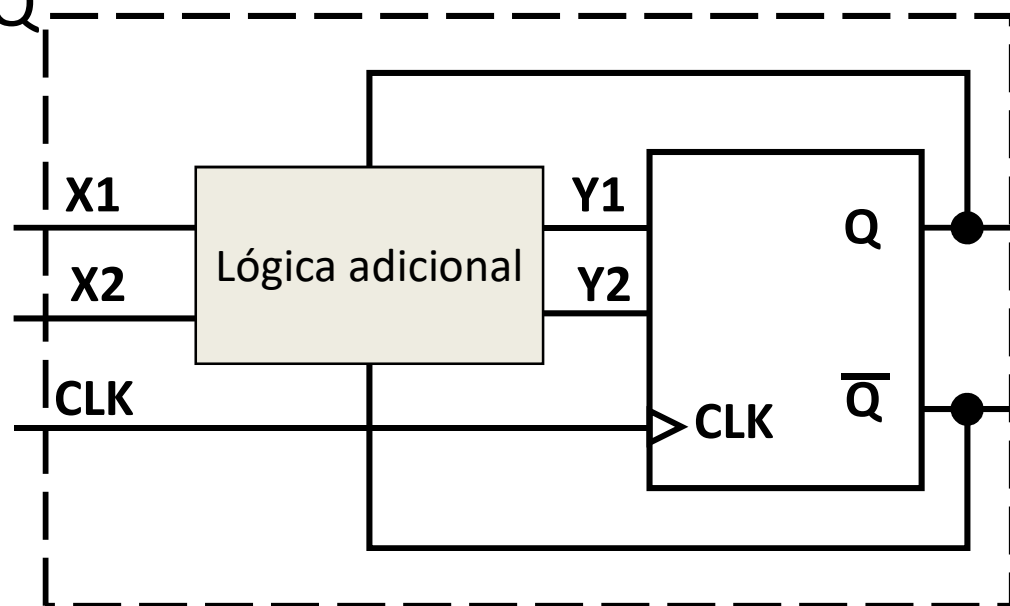 Q
X1
Y1
Q
Lógica adicional
X2
Y2
CLK
Q̅
CLK